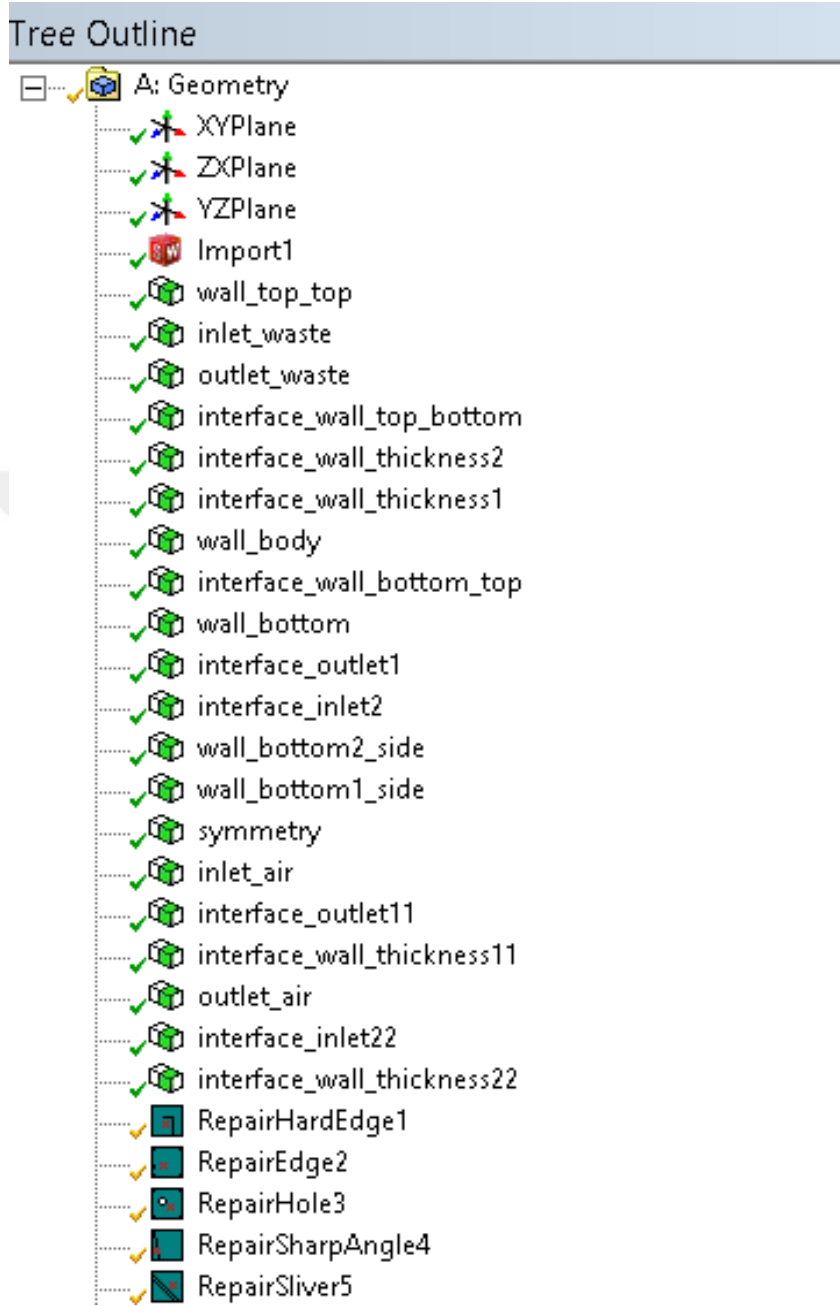 Tree Outline
A: Geometry
XYPlane
ZXPlane
YZPlane
Import1
wall_top_top
inlet_waste
outlet_waste
interface_wall_top_bottom
interface_wall_thickness2
interface_wall_thickness1
wall_body
interface_wall_bottom_top
wall_bottom
interface_outlet1
interface_inlet2
wall_bottom2_side
wall_bottom1_side
symmetry
inlet_air
interface_outlet11
interface_wall_thickness11
outlet_air
interface_inlet22
interface_wall_thickness22
RepairHardEdge1
RepairEdge2
RepairHole3
RepairSharpAngle4
RepairSliver5